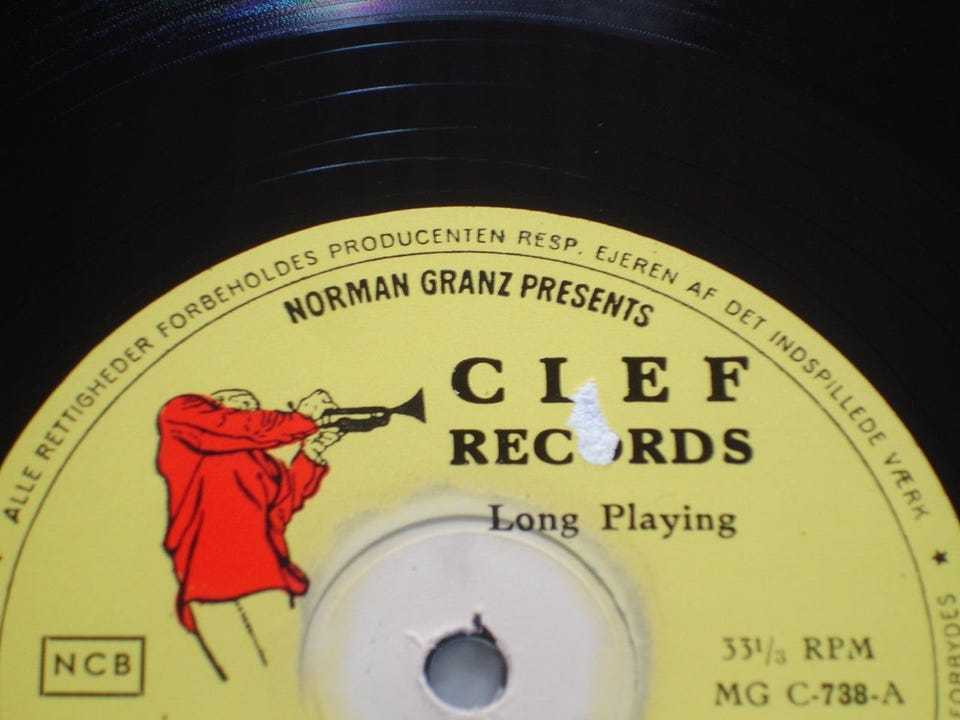 ALLE RETTIGHEDER FORBEHOLDES PRODUCENTEN RESP. EJEREN AF DET INDSPILLEDE VÆRK ★ FORBYDES
NORMAN GRANZ PRESENTS
CLEF
RECORDS
Long Playing
NCB
33⅓ RPM
MG C-738-A